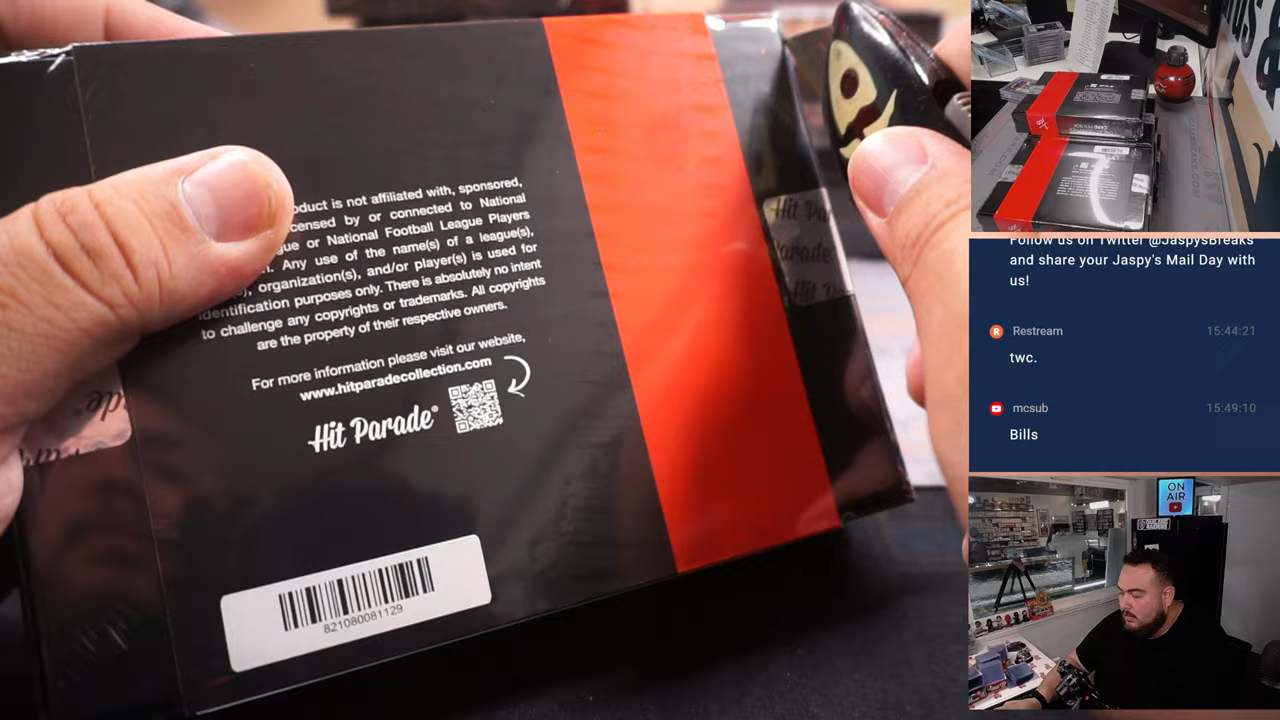 oduct is not affiliated with, sponsored,
censed by or connected to National
gue or National Football League Players
Any use of the name(s) of a league(s),
organization(s), and/or player(s) is used for
identification purposes only. There is absolutely no intent
to challenge any copyrights or trademarks. All copyrights
are the property of their respective owners.
For more information please visit our website,
www.hitparadecollection.com
Hit Parade®
821080081129
Hit Pa
Parade
Follow us on Twitter @JaspysBreaks
and share your Jaspy's Mail Day with
us!
Restream 15:44:21
twc.
mcsub 15:49:10
Bills
ON
AIR